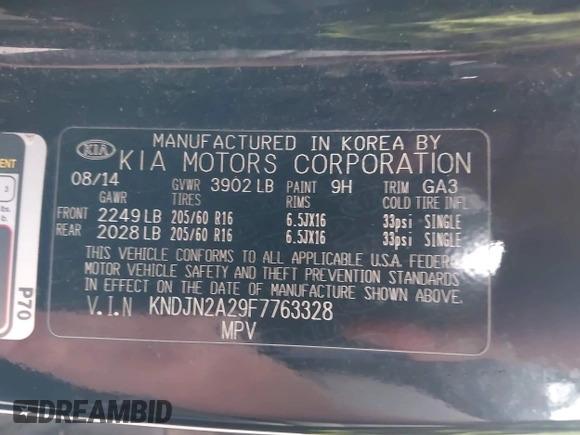 MANUFACTURED IN KOREA BY
KIA KIA MOTORS CORPORATION
08/14 GVWR 3902 LB PAINT 9H TRIM GA3
GAWR TIRES RIMS COLD TIRE INFL
FRONT 2249 LB 205/60 R16 6.5JX16 33psi SINGLE
REAR 2028 LB 205/60 R16 6.5JX16 33psi SINGLE
THIS VEHICLE CONFORMS TO ALL APPLICABLE U.S.A. FEDERAL
MOTOR VEHICLE SAFETY AND THEFT PREVENTION STANDARDS
IN EFFECT ON THE DATE OF MANUFACTURE SHOWN ABOVE.
V.I.N KNDJN2A29F7763328
MPV
P70
DREAMBID